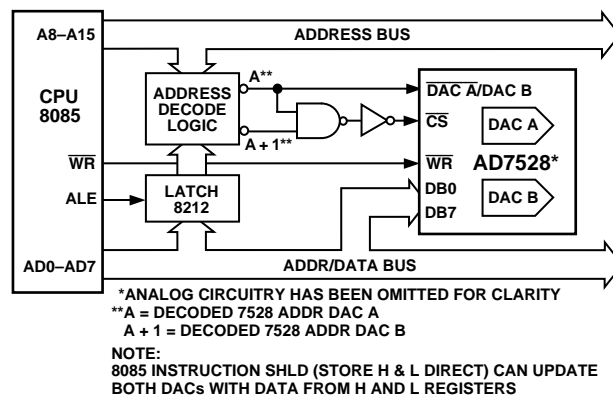 A8–A15
ADDRESS BUS
A**
CPU
8085
ADDRESS
DECODE
LOGIC
A + 1**
DAC A/DAC B
CS
DAC A
WR
WR
AD7528*
ALE
LATCH
8212
DB0
DB7
DAC B
AD0–AD7
ADDR/DATA BUS
*ANALOG CIRCUITRY HAS BEEN OMITTED FOR CLARITY
**A = DECODED 7528 ADDR DAC A
A + 1 = DECODED 7528 ADDR DAC B
NOTE:
8085 INSTRUCTION SHLD (STORE H & L DIRECT) CAN UPDATE
BOTH DACs WITH DATA FROM H AND L REGISTERS